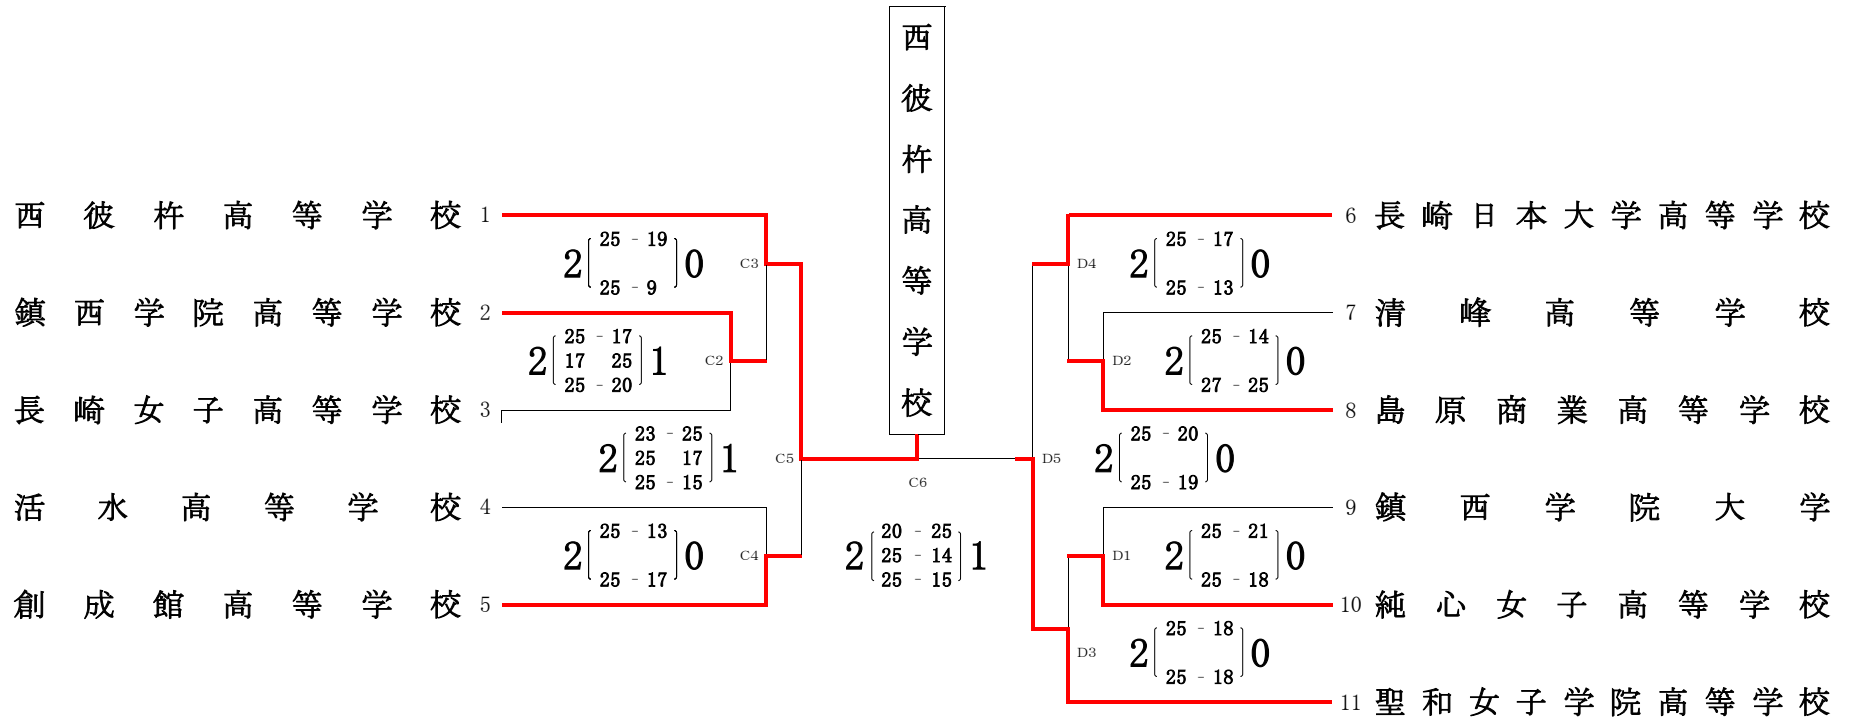 西彼杵高等学校
西彼杵高等学校 1
2 25 - 19 25 - 9 0
C3
鎮西学院高等学校 2
2 25 - 17 17 25 25 - 20 1
C2
長崎女子高等学校 3
2 23 - 25 25 17 25 - 15 1
C5
活水高等学校 4
2 25 - 13 25 - 17 0
C4
創成館高等学校 5
C6
2 20 - 25 25 - 14 25 - 15 1
6 長崎日本大学高等学校
D4
2 25 - 17 25 - 13 0
7 清峰高等学校
D2
2 25 - 14 27 - 25 0
8 島原商業高等学校
D5
2 25 - 20 25 - 19 0
9 鎮西学院大学
D1
2 25 - 21 25 - 18 0
10 純心女子高等学校
D3
2 25 - 18 25 - 18 0
11 聖和女子学院高等学校